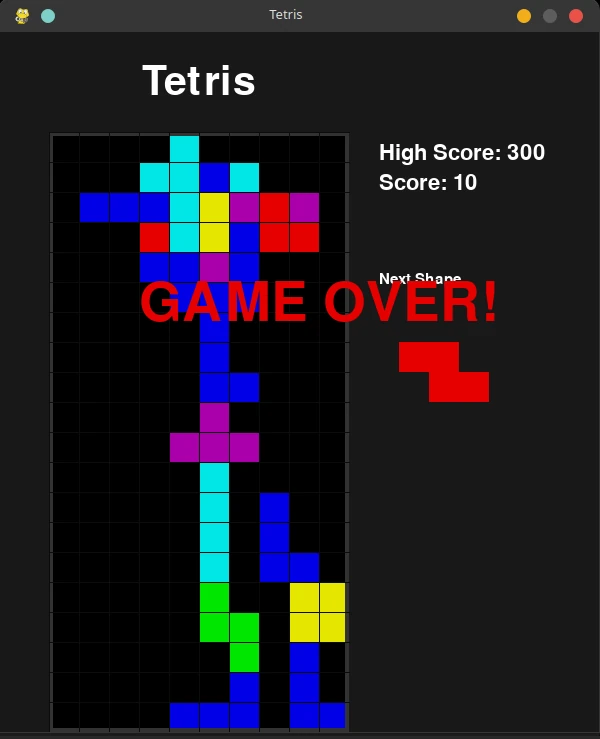 Tetris
Tetris
High Score: 300
Score: 10
Next Shape
GAME OVER!